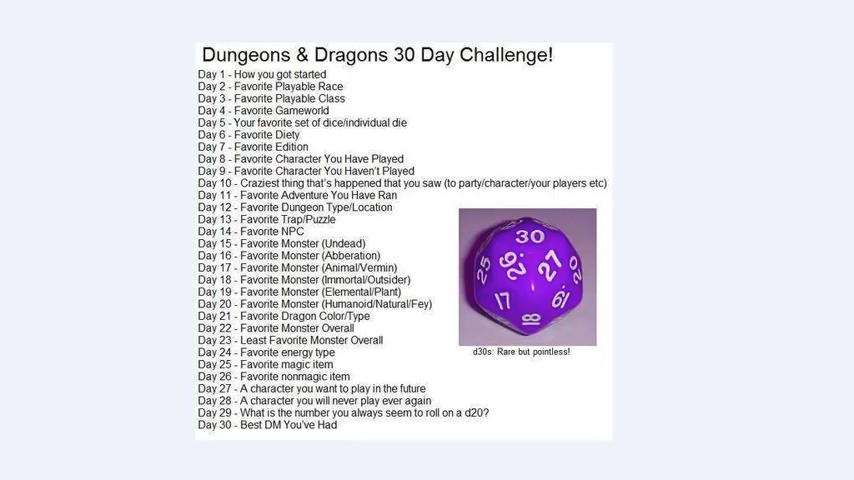 Dungeons & Dragons 30 Day Challenge!
Day 1 - How you got started
Day 2 - Favorite Playable Race
Day 3 - Favorite Playable Class
Day 4 - Favorite Gameworld
Day 5 - Your favorite set of dice/individual die
Day 6 - Favorite Diety
Day 7 - Favorite Edition
Day 8 - Favorite Character You Have Played
Day 9 - Favorite Character You Haven't Played
Day 10 - Craziest thing that's happened that you saw (to party/character/your players etc)
Day 11 - Favorite Adventure You Have Ran
Day 12 - Favorite Dungeon Type/Location
Day 13 - Favorite Trap/Puzzle
Day 14 - Favorite NPC
Day 15 - Favorite Monster (Undead)
Day 16 - Favorite Monster (Abberation)
Day 17 - Favorite Monster (Animal/Vermin)
Day 18 - Favorite Monster (Immortal/Outsider)
Day 19 - Favorite Monster (Elemental/Plant)
Day 20 - Favorite Monster (Humanoid/Natural/Fey)
Day 21 - Favorite Dragon Color/Type
Day 22 - Favorite Monster Overall
Day 23 - Least Favorite Monster Overall
Day 24 - Favorite energy type
Day 25 - Favorite magic item
Day 26 - Favorite nonmagic item
Day 27 - A character you want to play in the future
Day 28 - A character you will never play ever again
Day 29 - What is the number you always seem to roll on a d20?
Day 30 - Best DM You've Had
30
25 26. 27 20
17 18 19.
d30s: Rare but pointless!